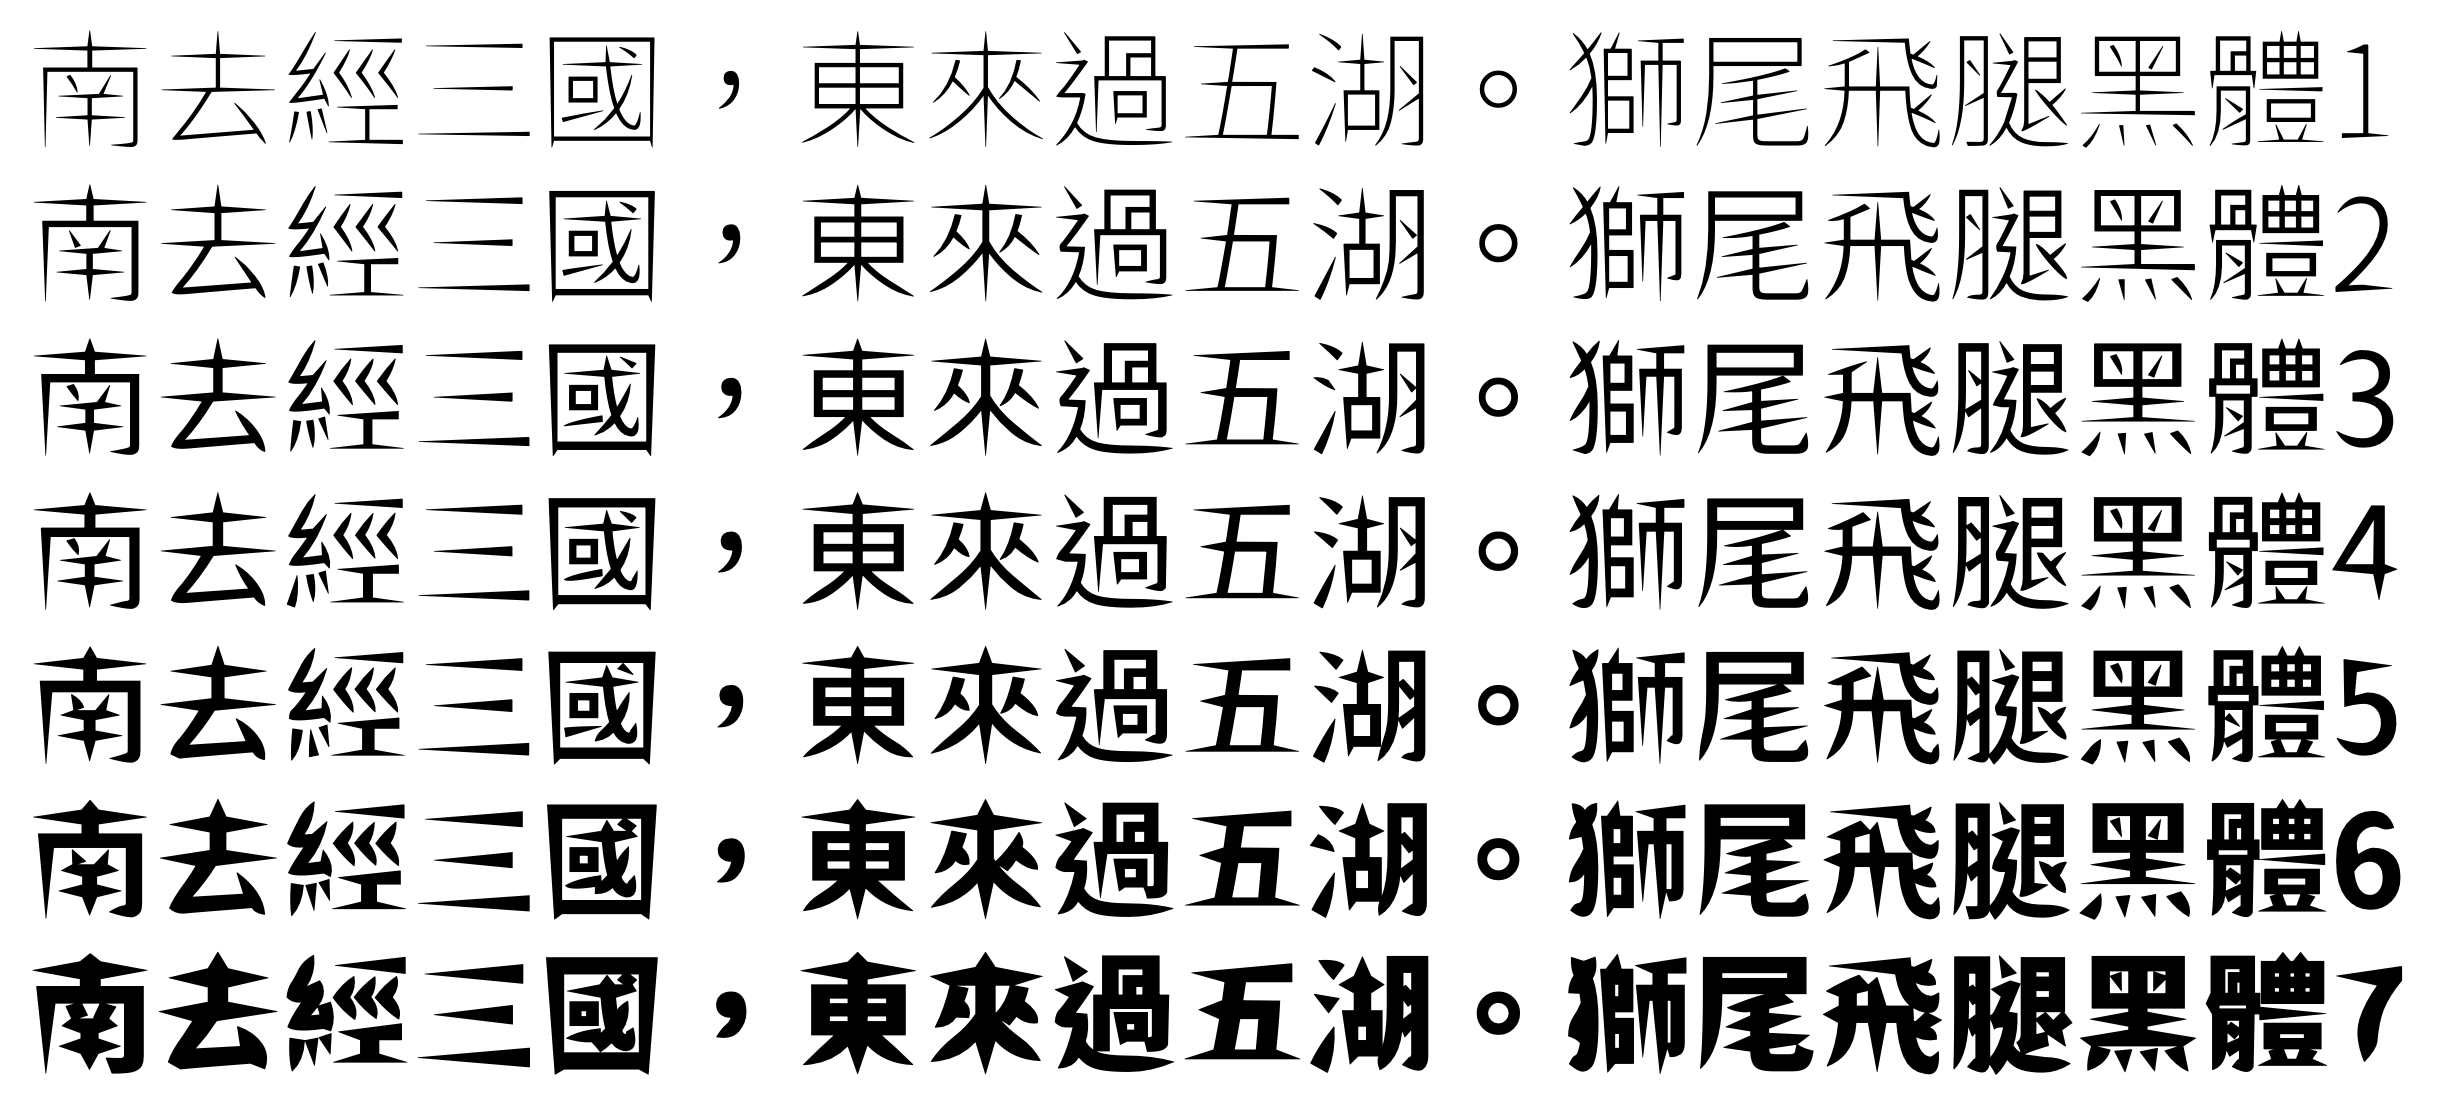 南去經三國，東來過五湖。獅尾飛腿黑體1
南去經三國，東來過五湖。獅尾飛腿黑體2
南去經三國，東來過五湖。獅尾飛腿黑體3
南去經三國，東來過五湖。獅尾飛腿黑體4
南去經三國，東來過五湖。獅尾飛腿黑體5
南去經三國，東來過五湖。獅尾飛腿黑體6
南去經三國，東來過五湖。獅尾飛腿黑體7